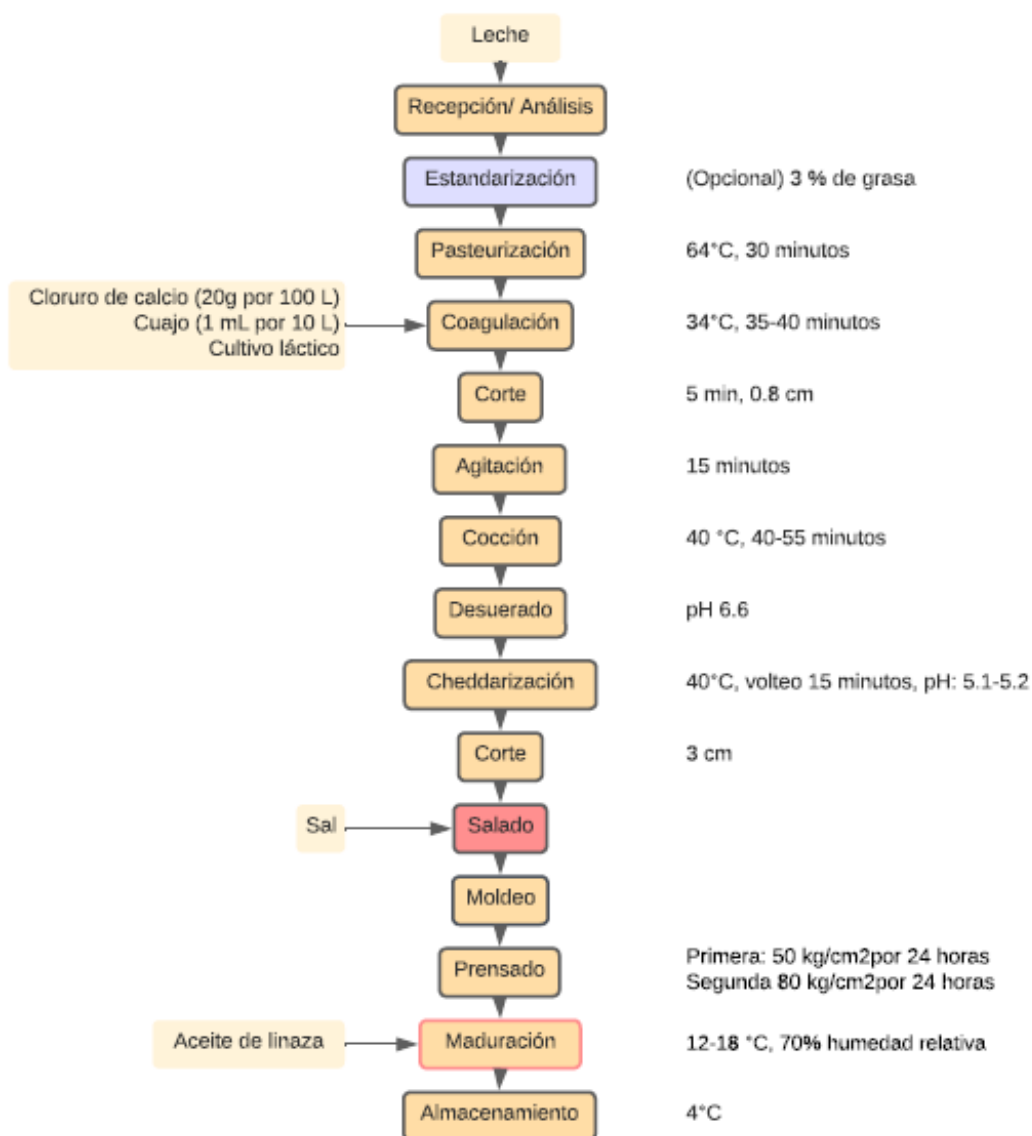 Leche
Recepción/ Análisis
Estandarización
(Opcional) 3 % de grasa
Pasteurización
64°C, 30 minutos
Cloruro de calcio (20g por 100 L)
Cuajo (1 mL por 10 L)
Cultivo láctico
Coagulación
34°C, 35-40 minutos
Corte
5 min, 0.8 cm
Agitación
15 minutos
Cocción
40 °C, 40-55 minutos
Desuerado
pH 6.6
Cheddarización
40°C, volteo 15 minutos, pH: 5.1-5.2
Corte
3 cm
Sal
Salado
Moldeo
Prensado
Primera: 50 kg/cm2por 24 horas
Segunda 80 kg/cm2por 24 horas
Aceite de linaza
Maduración
12-18 °C, 70% humedad relativa
Almacenamiento
4°C